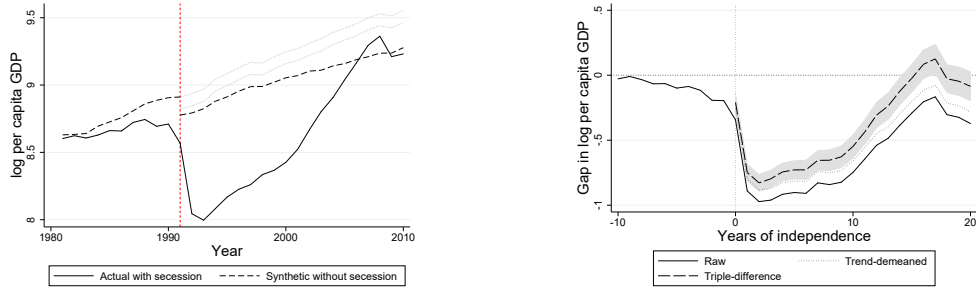 log per capita GDP
9.5
9
8.5
8
1980
1990
2000
2010
Year
Actual with secession
Synthetic without secession
Gap in log per capita GDP
.5
0
-.5
-1
-10
0
10
20
Years of independence
Raw
Trend-demeaned
Triple-difference